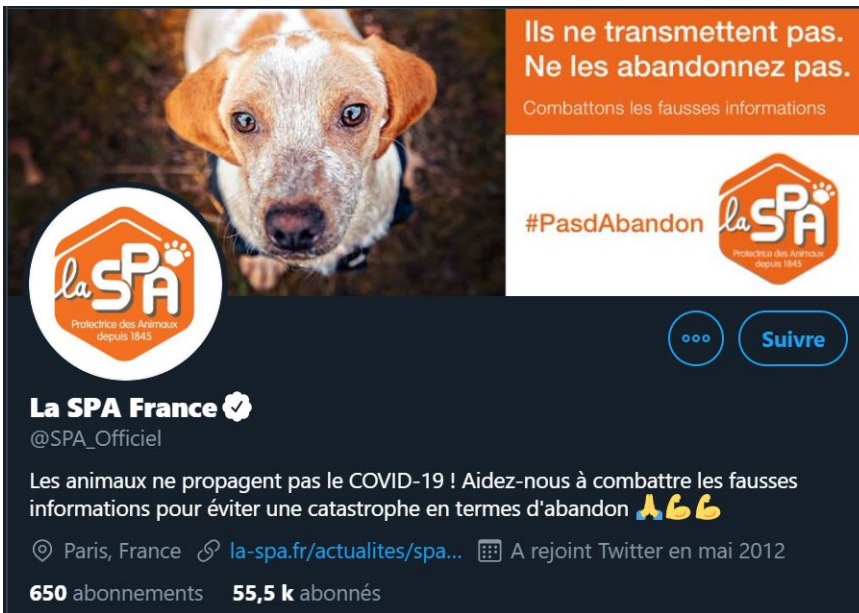 Ils ne transmettent pas.
Ne les abandonnez pas.
Combattons les fausses informations
#PasdAbandon
la SPA
Protectrice des Animaux
depuis 1845
la SPA
Protectrice des Animaux
depuis 1845
Suivre
La SPA France
@SPA_Officiel
Les animaux ne propagent pas le COVID-19 ! Aidez-nous à combattre les fausses
informations pour éviter une catastrophe en termes d'abandon 🙏💪💪
Paris, France la-spa.fr/actualites/spa... A rejoint Twitter en mai 2012
650 abonnements 55,5 k abonnés